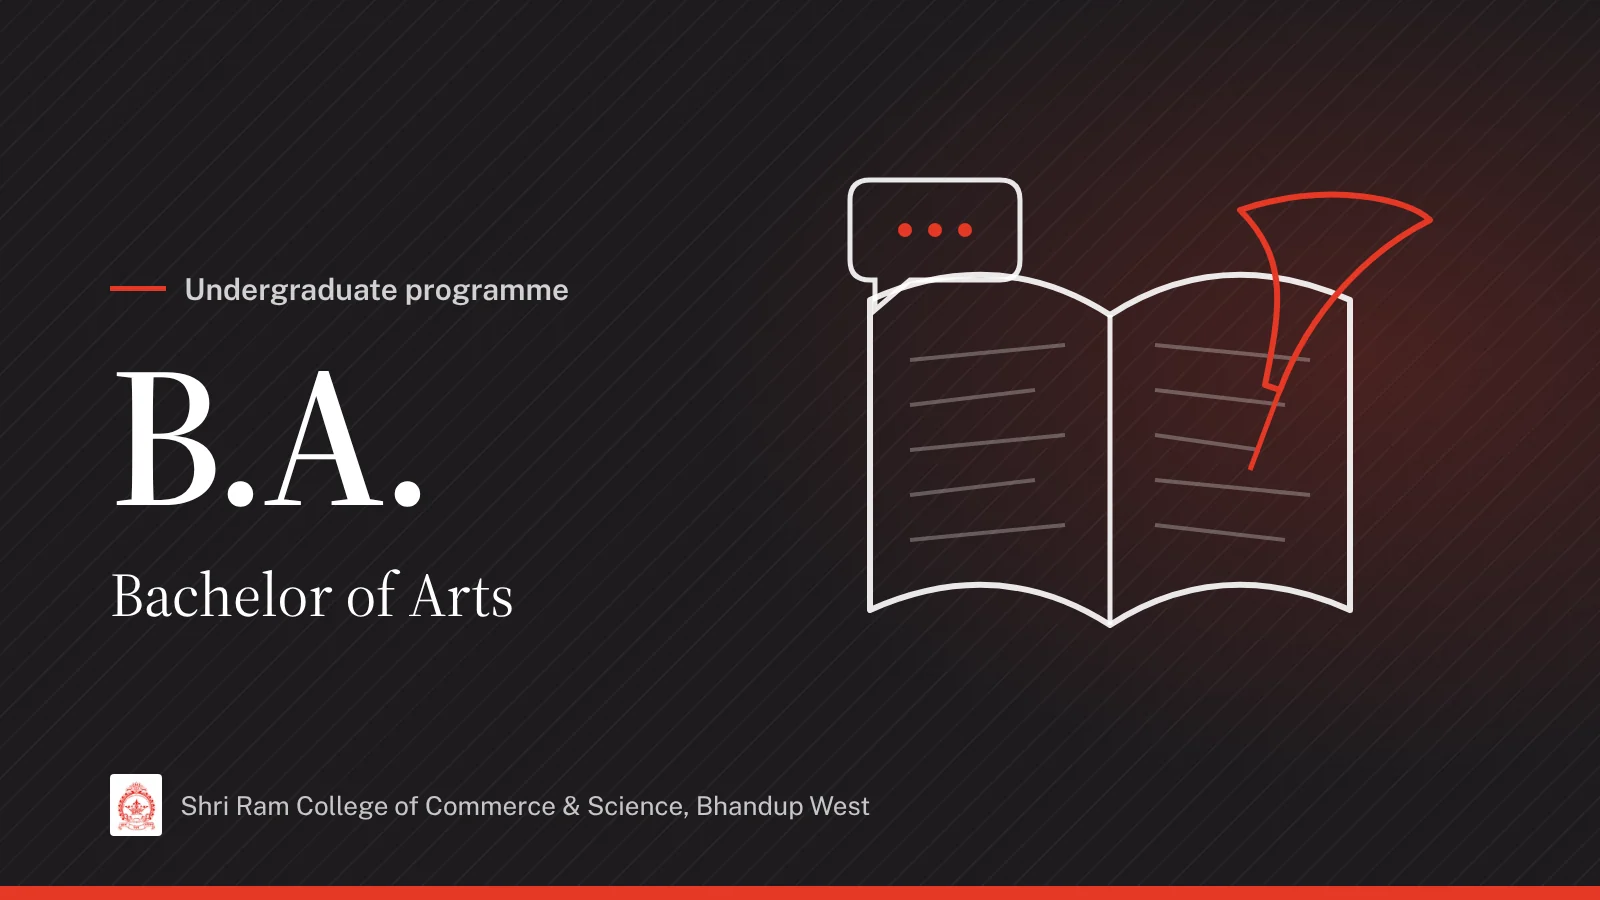 Undergraduate programme
B.A.
Bachelor of Arts
Shri Ram College of Commerce & Science, Bhandup West